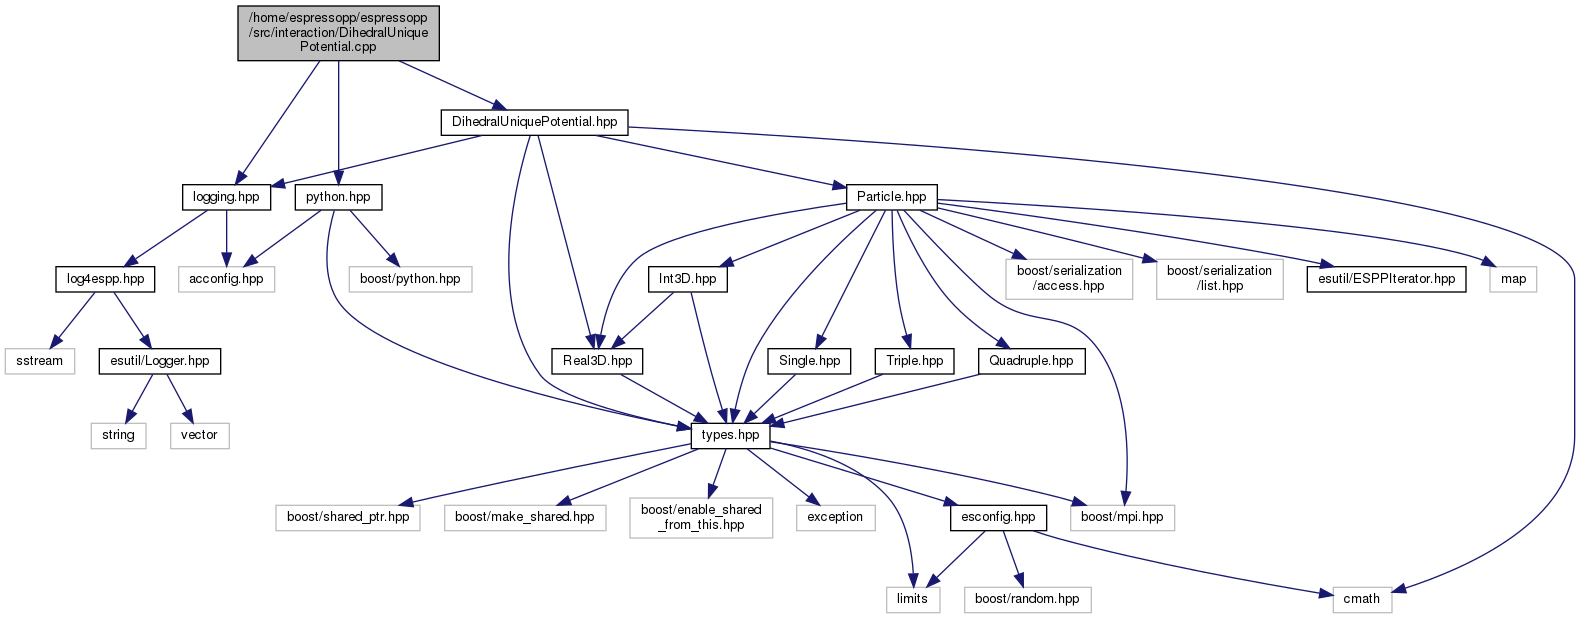 /home/espressopp/espressopp
/src/interaction/DihedralUnique
Potential.cpp
DihedralUniquePotential.hpp
logging.hpp
python.hpp
Particle.hpp
log4espp.hpp
acconfig.hpp
boost/python.hpp
Int3D.hpp
boost/serialization
/access.hpp
boost/serialization
/list.hpp
esutil/ESPPIterator.hpp
map
sstream
esutil/Logger.hpp
Real3D.hpp
Single.hpp
Triple.hpp
Quadruple.hpp
string
vector
types.hpp
boost/shared_ptr.hpp
boost/make_shared.hpp
boost/enable_shared
_from_this.hpp
exception
esconfig.hpp
boost/mpi.hpp
limits
boost/random.hpp
cmath